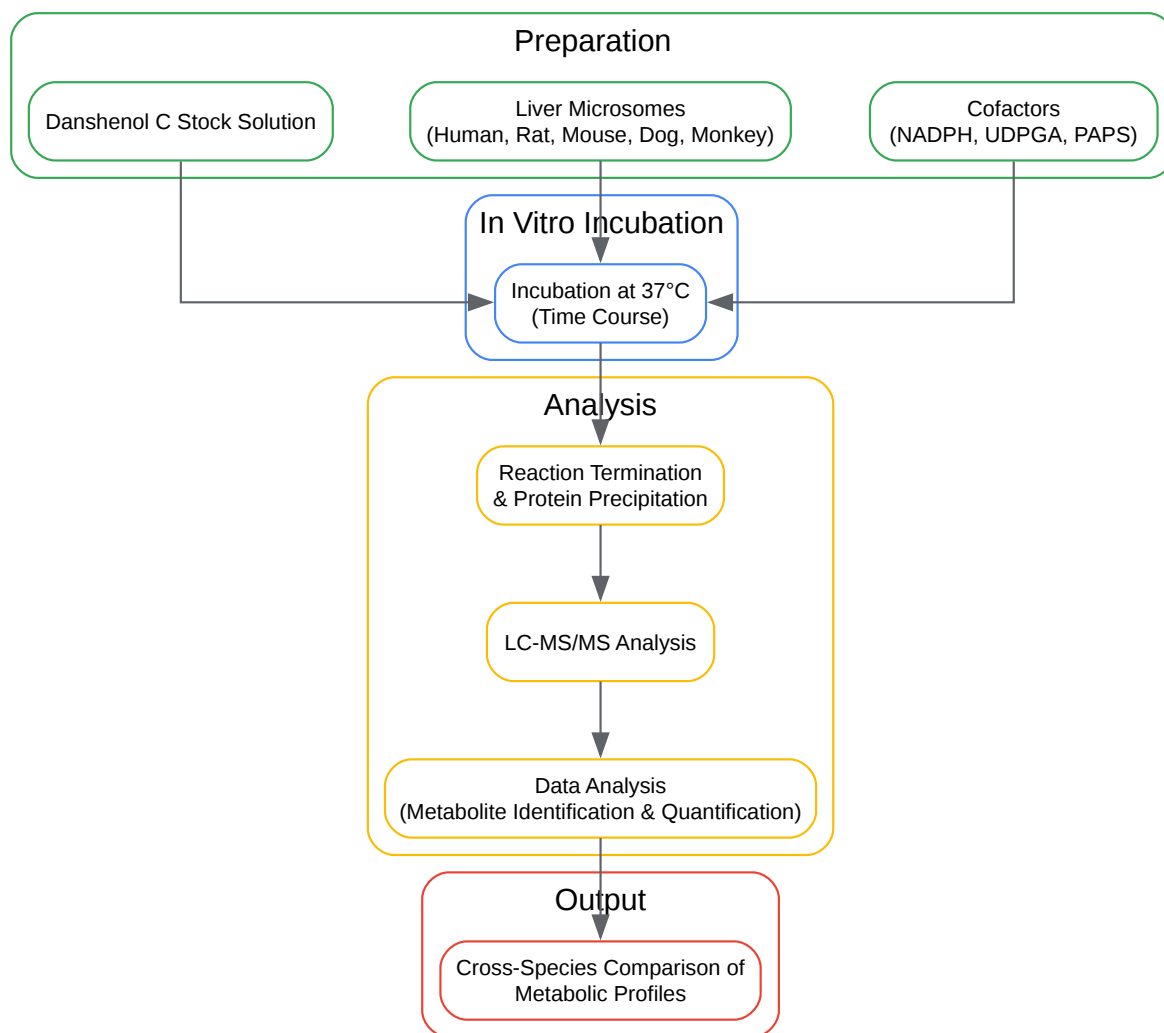 Preparation
Danshenol C Stock Solution
Liver Microsomes
(Human, Rat, Mouse, Dog, Monkey)
Cofactors
(NADPH, UDPGA, PAPS)
In Vitro Incubation
Incubation at 37°C
(Time Course)
Analysis
Reaction Termination
& Protein Precipitation
LC-MS/MS Analysis
Data Analysis
(Metabolite Identification & Quantification)
Output
Cross-Species Comparison of
Metabolic Profiles